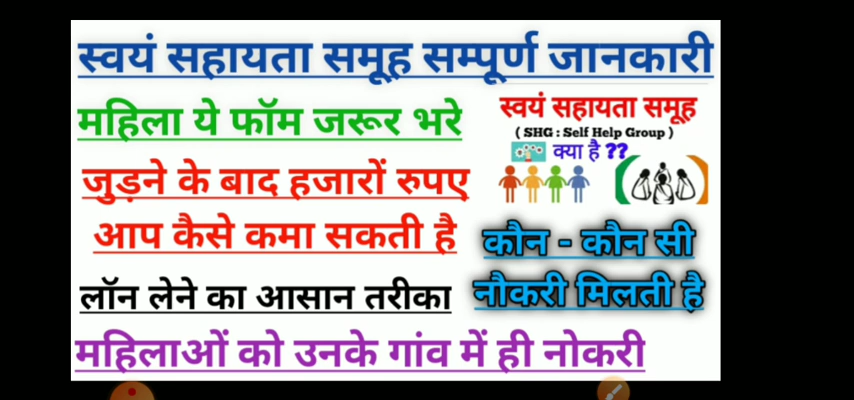 स्वयं सहायता समूह सम्पूर्ण जानकारी
महिला ये फॉम जरूर भरे
स्वयं सहायता समूह
( SHG : Self Help Group )
क्या है ??
जुड़ने के बाद हजारों रुपए
आप कैसे कमा सकती है
कौन - कौन सी
लॉन लेने का आसान तरीका
नौकरी मिलती है
महिलाओं को उनके गांव में ही नोकरी